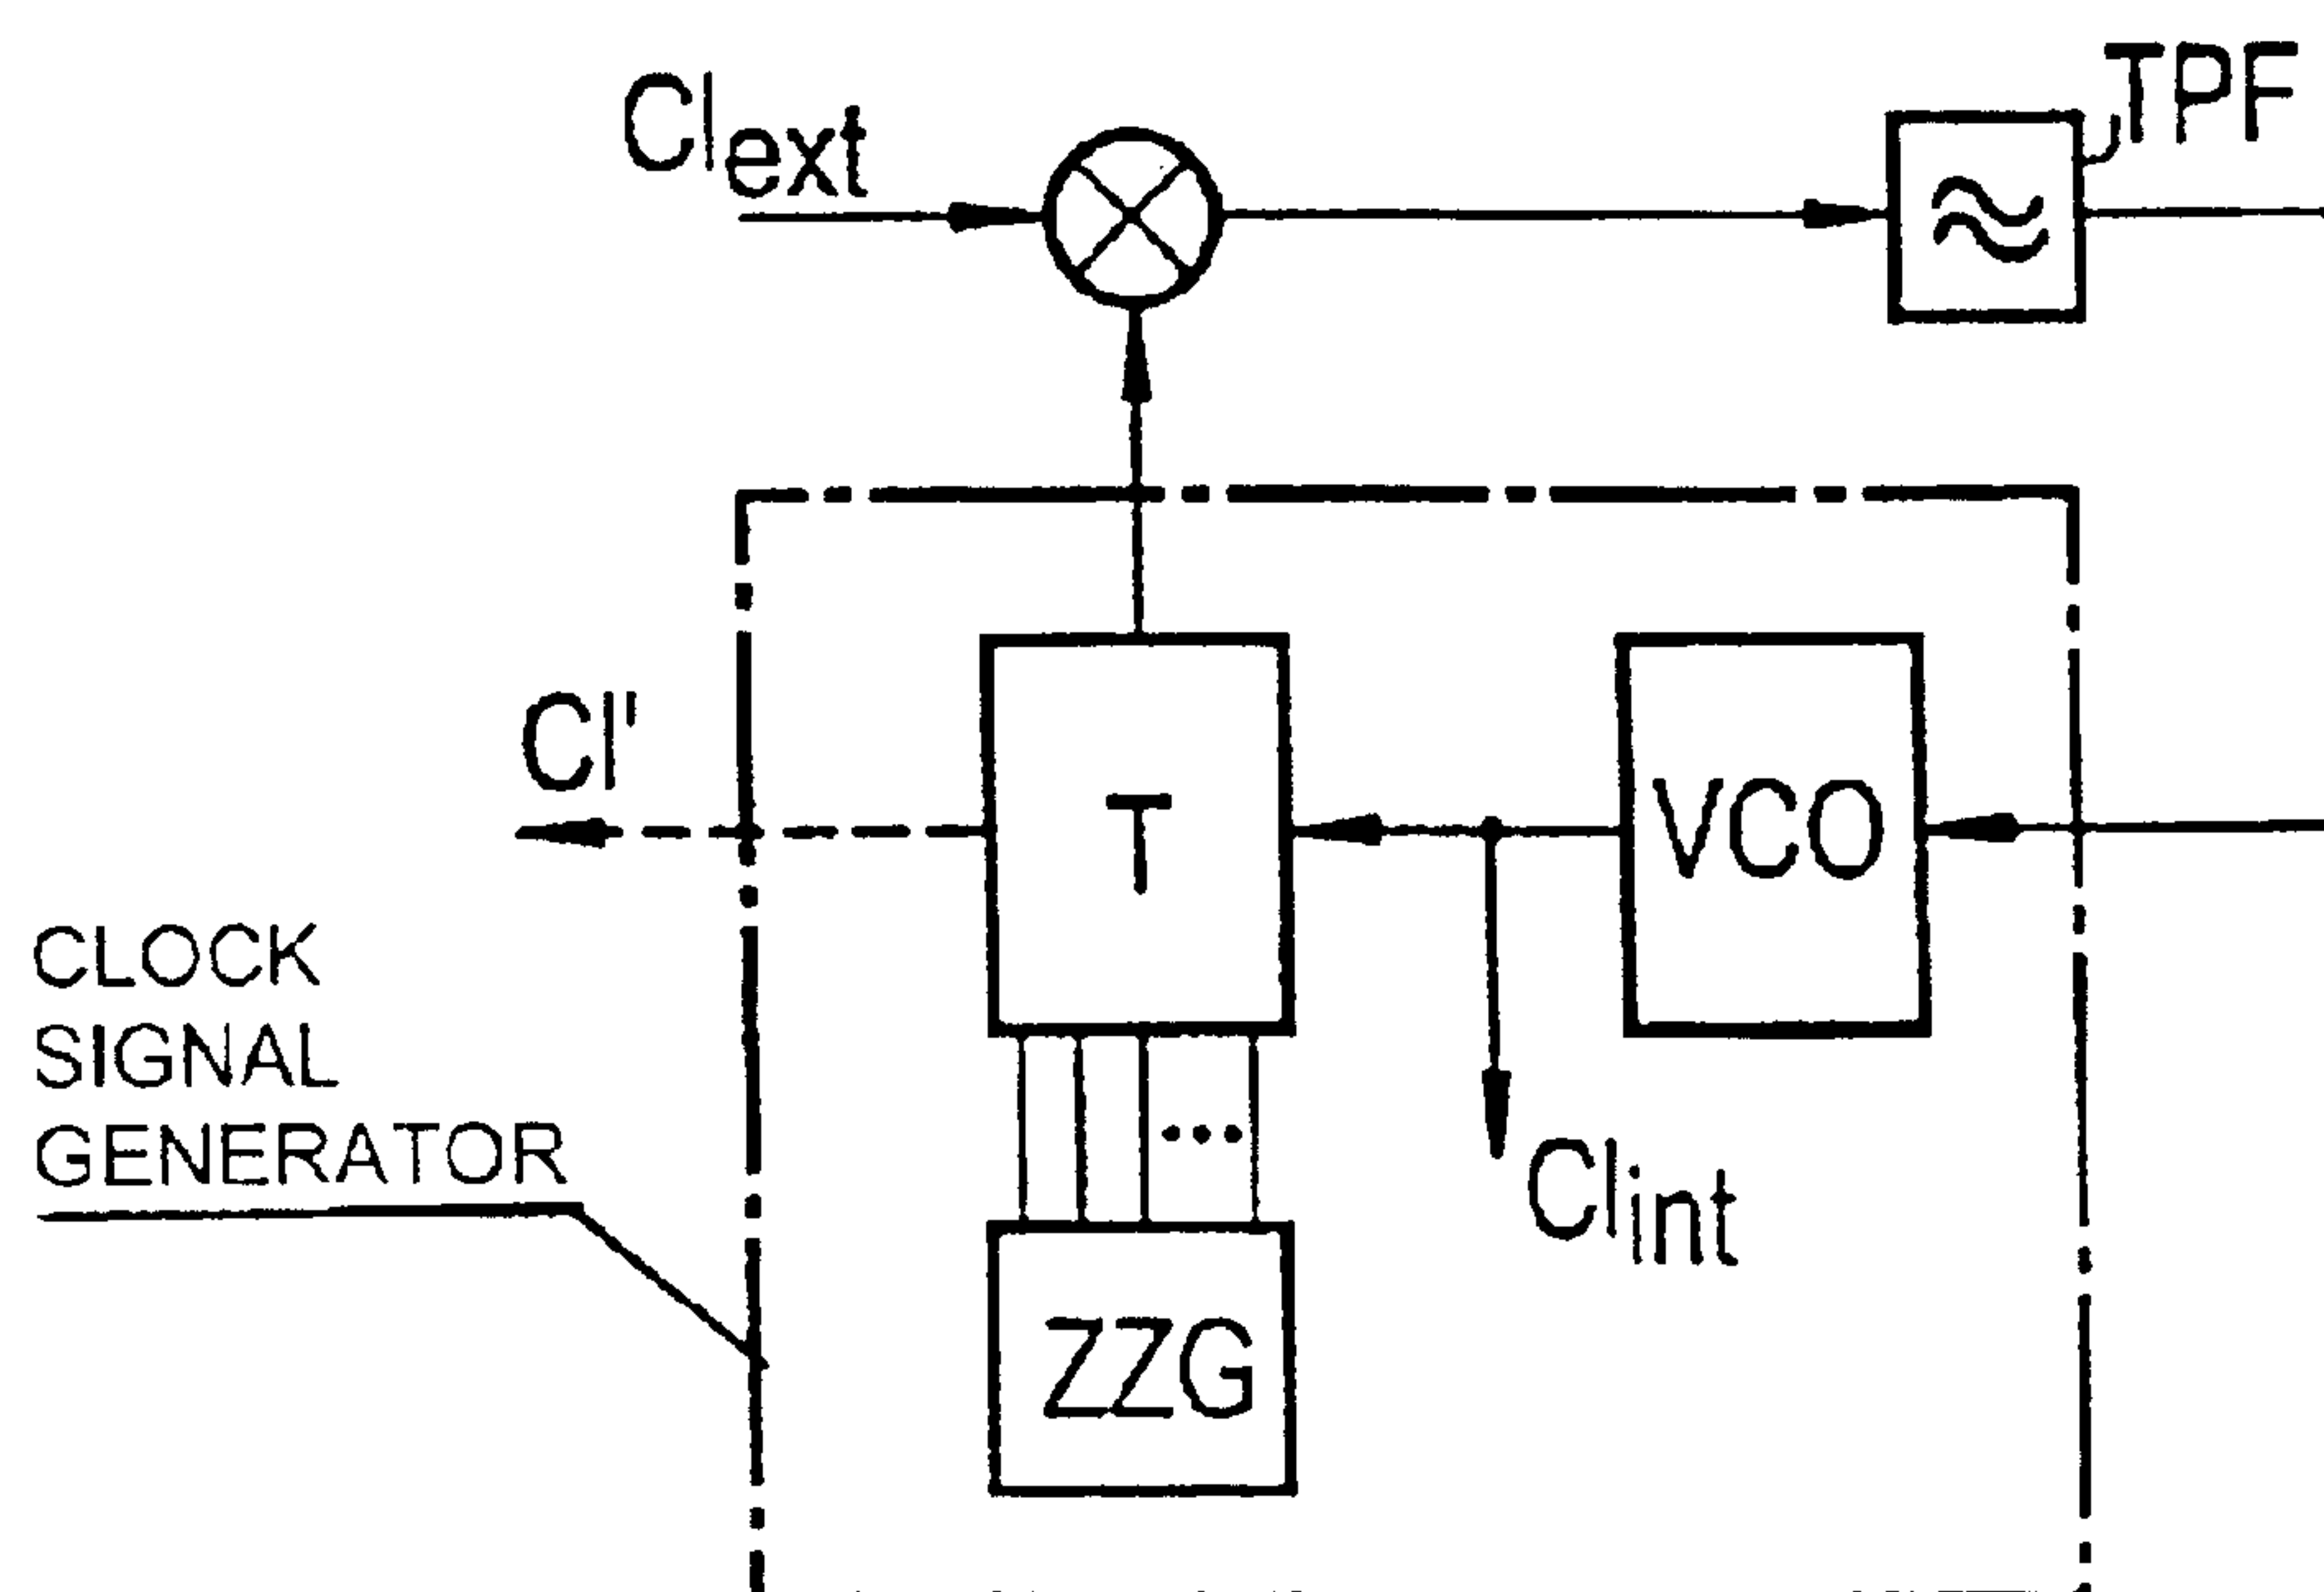 Clext
TPF
Cl'
T
VCO
CLOCK
SIGNAL
GENERATOR
Clint
ZZG